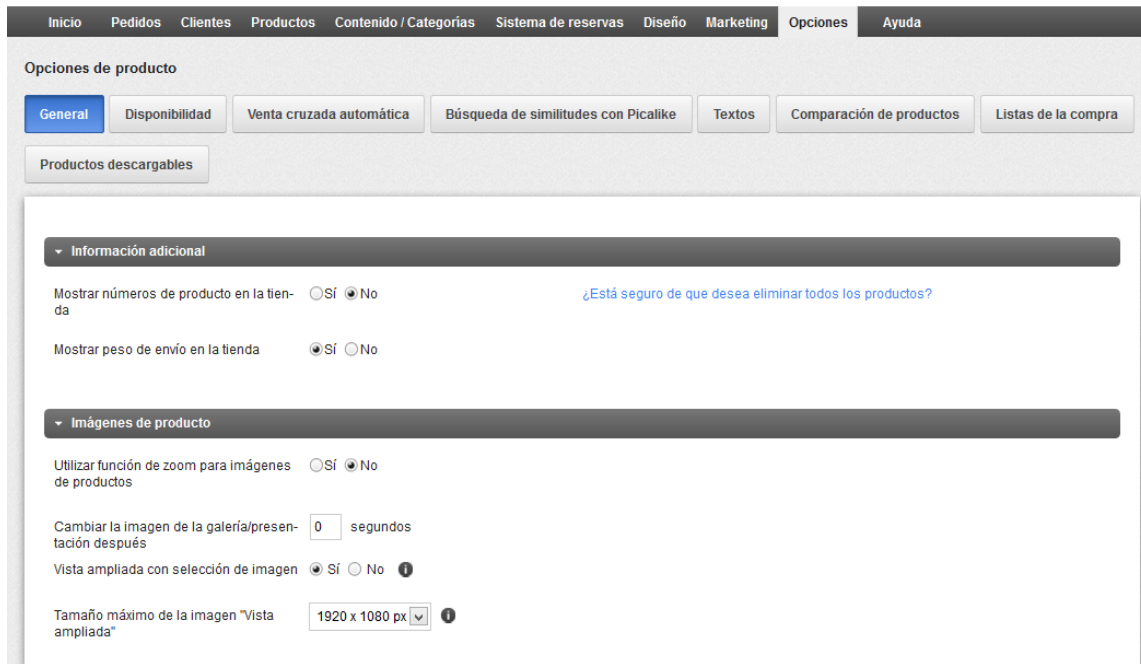 Inicio Pedidos Clientes Productos Contenido / Categorías Sistema de reservas Diseño Marketing Opciones Ayuda
Opciones de producto
General Disponibilidad Venta cruzada automática Búsqueda de similitudes con Picalike Textos Comparación de productos Listas de la compra
Productos descargables
Información adicional
Mostrar números de producto en la tien- Sí No ¿Está seguro de que desea eliminar todos los productos?
da
Mostrar peso de envío en la tienda Sí No
Imágenes de producto
Utilizar función de zoom para imágenes Sí No
de productos
Cambiar la imagen de la galería/presen- 0 segundos
tación después
Vista ampliada con selección de imagen Sí No i
Tamaño máximo de la imagen "Vista 1920 x 1080 px i
ampliada"